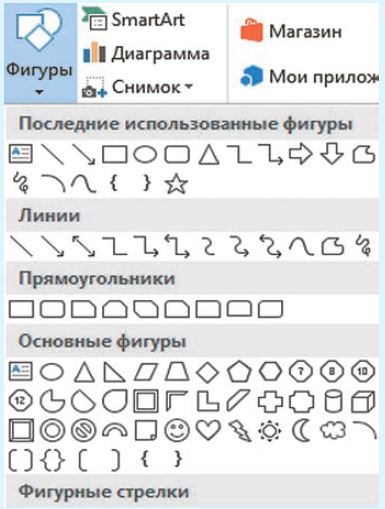 SmartArt
Диаграмма
Снимок
Фигуры
Магазин
Мои прилож
Последние использованные фигуры
Линии
Прямоугольники
Основные фигуры
7 8 10
12
Фигурные стрелки